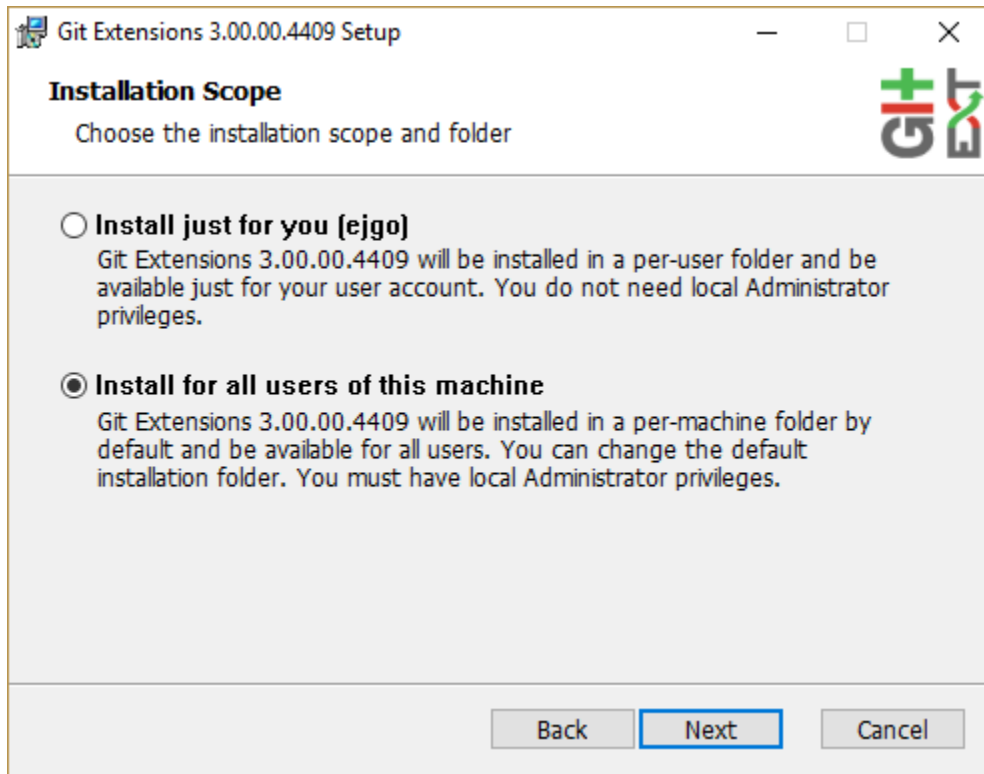 Git Extensions 3.00.00.4409 Setup
Installation Scope
Choose the installation scope and folder
Git
Ext
Install just for you (ejgo)
Git Extensions 3.00.00.4409 will be installed in a per-user folder and be
available just for your user account. You do not need local Administrator
privileges.
Install for all users of this machine
Git Extensions 3.00.00.4409 will be installed in a per-machine folder by
default and be available for all users. You can change the default
installation folder. You must have local Administrator privileges.
Back Next Cancel